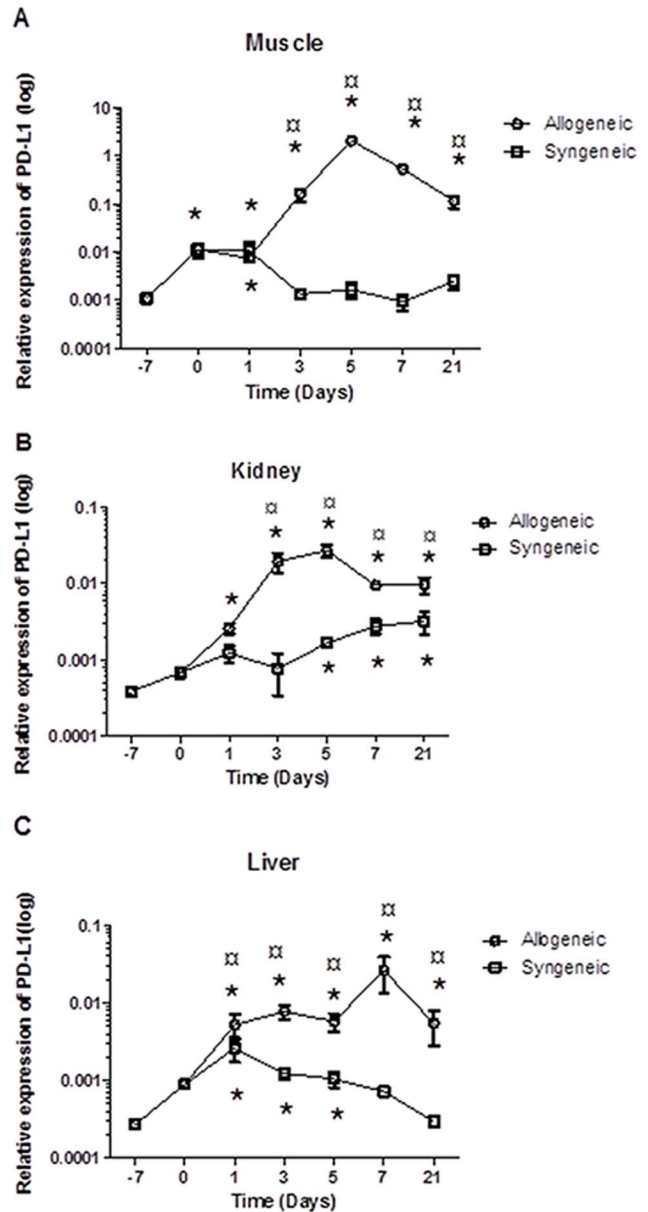 A
Muscle
Relative expression of PD-L1 (log)
10
1
0.1
0.01
0.001
0.0001
¤ ¤ ¤ ¤
* * * * * *
*
-7 0 1 3 5 7 21
Time (Days)
Allogeneic
Syngeneic
B
Kidney
Relative expression of PD-L1 (log)
0.1
0.01
0.001
0.0001
¤ ¤ ¤ ¤
* * * * *
* * *
-7 0 1 3 5 7 21
Time (Days)
Allogeneic
Syngeneic
C
Liver
Relative expression of PD-L1(log)
0.1
0.01
0.001
0.0001
¤ ¤ ¤ ¤ ¤
* * * * *
* * *
-7 0 1 3 5 7 21
Time (Days)
Allogeneic
Syngeneic